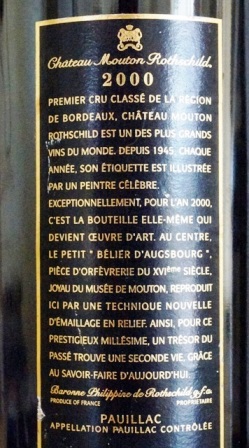 Chateau Mouton Rothschild,
2000
PREMIER CRU CLASSÉ DE LA RÉGION
DE BORDEAUX, CHÂTEAU MOUTON
ROTHSCHILD EST UN DES PLUS GRANDS
VINS DU MONDE. DEPUIS 1945, CHAQUE
ANNÉE, SON ÉTIQUETTE EST ILLUSTRÉE
PAR UN PEINTRE CÉLÈBRE.
EXCEPTIONNELLEMENT, POUR L'AN 2000,
C'EST LA BOUTEILLE ELLE-MÊME QUI
DEVIENT ŒUVRE D'ART. AU CENTRE,
LE PETIT " BÉLIER D'AUGSBOURG ",
PIÈCE D'ORFÈVRERIE DU XVIème SIÈCLE,
JOYAU DU MUSÉE DE MOUTON, REPRODUIT
ICI PAR UNE TECHNIQUE NOUVELLE
D'ÉMAILLAGE EN RELIEF. AINSI, POUR CE
PRESTIGIEUX MILLÉSIME, UN TRÉSOR DU
PASSÉ TROUVE UNE SECONDE VIE, GRÂCE
AU SAVOIR-FAIRE D'AUJOURD'HUI.
Baronne Philippine de Rothschild g.f.a.
PRODUCE OF FRANCE PROPRIÉTAIRE
PAUILLAC
APPELLATION PAUILLAC CONTRÔLÉE